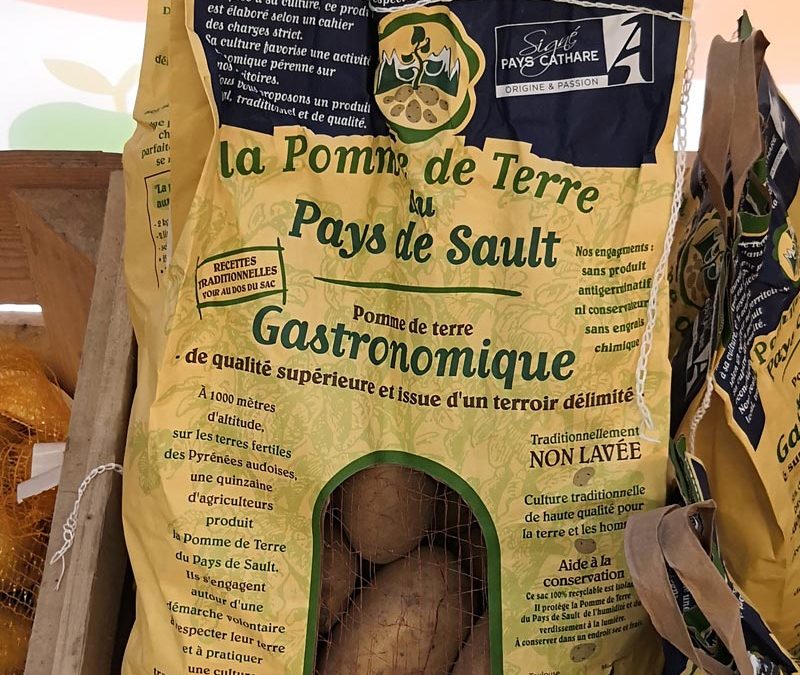 à sa culture, ce produit
est élaboré selon un cahier
des charges strict.
Sa culture favorise une activité
pérenne sur
nos
proposons un produit
traditionnel et de qualité.
Signé
PAYS CATHARE
ORIGINE & PASSION
la Pomme de Terre
du
Pays de Sault
RECETTES
TRADITIONNELLES
VOIR AU DOS DU SAC
Nos engagements :
sans produit
antigerminatif
ni conservateur
sans engrais
chimique
Pomme de terre
Gastronomique
- de qualité supérieure et issue d'un terroir délimité -
À 1000 mètres
d'altitude,
sur les terres fertiles
des Pyrénées audoises,
une quinzaine
d'agriculteurs
produit
la Pomme de Terre
du Pays de Sault.
Ils s'engagent
autour d'une
démarche volontaire
à respecter leur terre
et à pratiquer
une culture
Traditionnellement
NON LAVÉE
Culture traditionnelle
de haute qualité pour
la terre et les hommes
Aide à la
conservation
Ce sac 100% recyclable est
Il protège la Pomme de Terre
du Pays de Sault de l'humidité et du
verdissement à la lumière.
À conserver dans un endroit sec et frais.
Toulouse